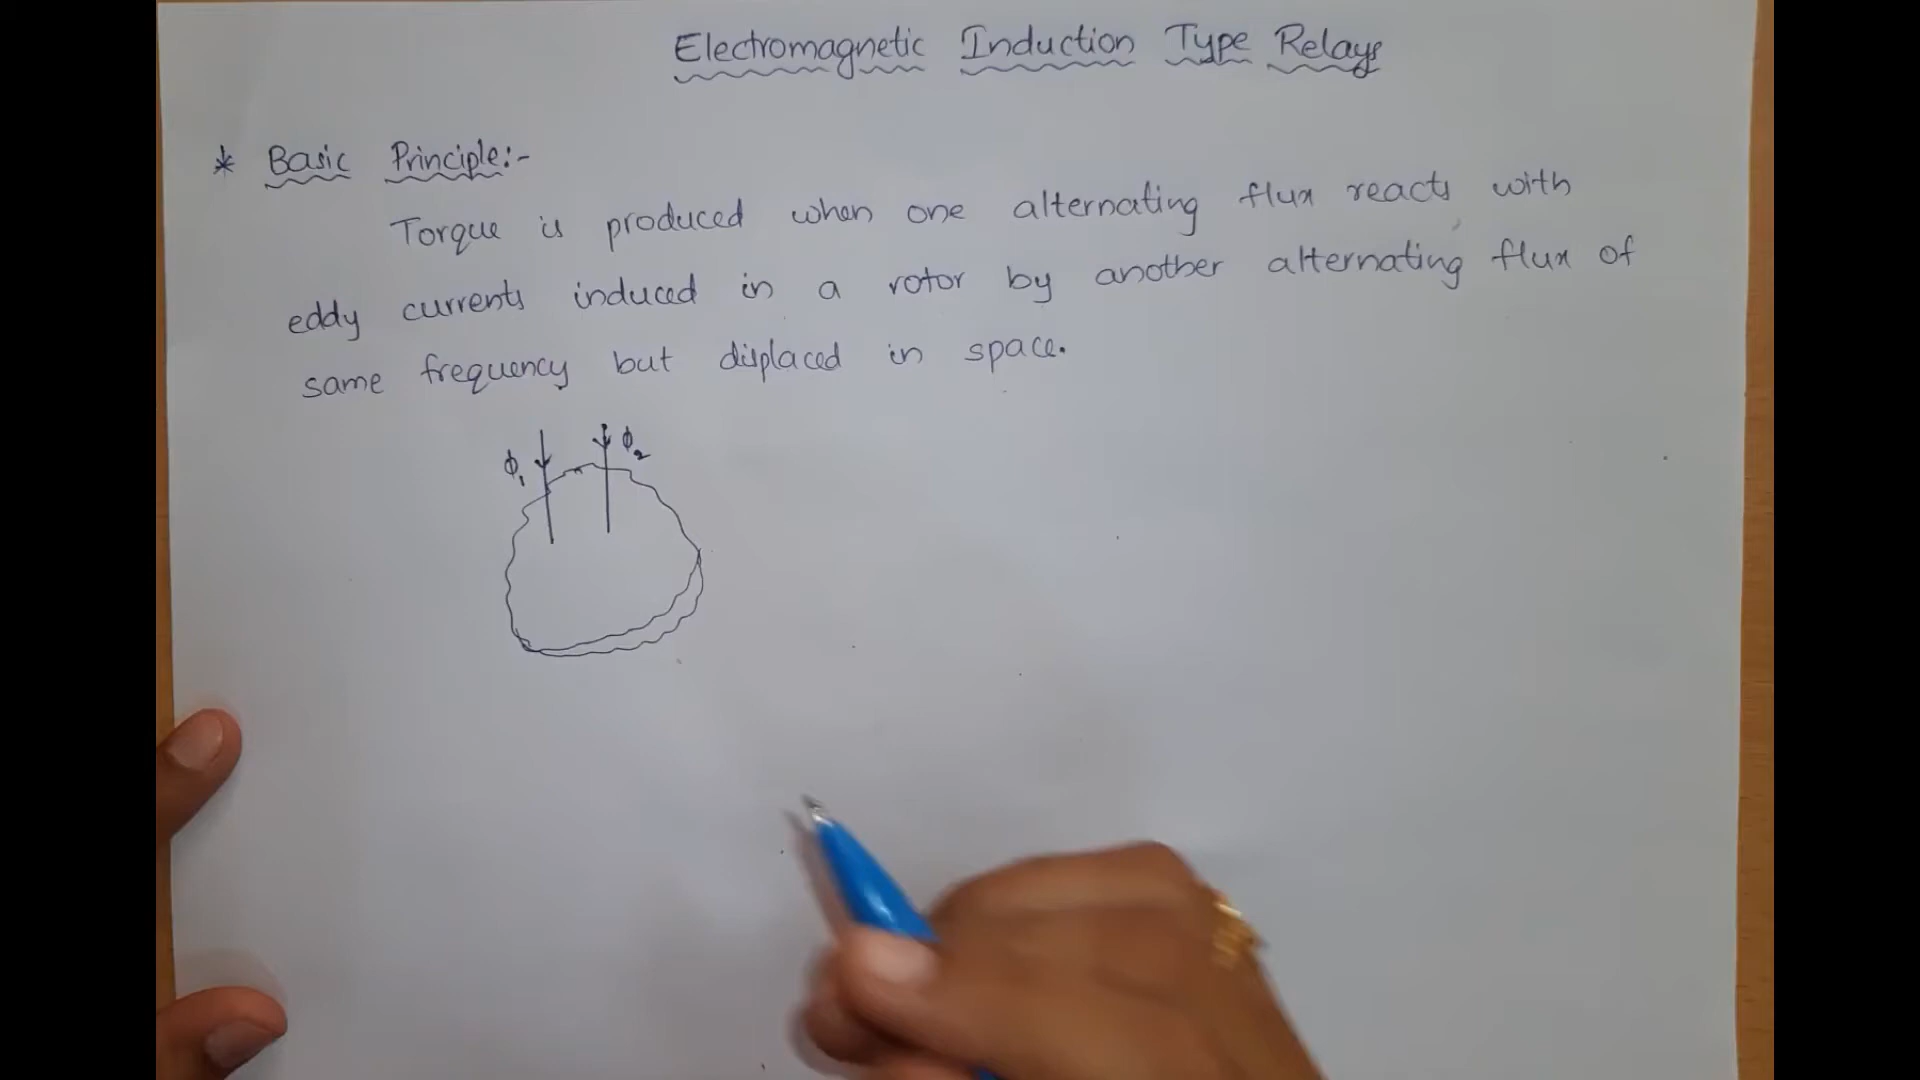 Electromagnetic Induction Type Relays
* Basic Principle:-
Torque is produced when one alternating flux reacts with
eddy currents induced in a rotor by another alternating flux of
same frequency but displaced in space.
ϕ₁ ϕ₂